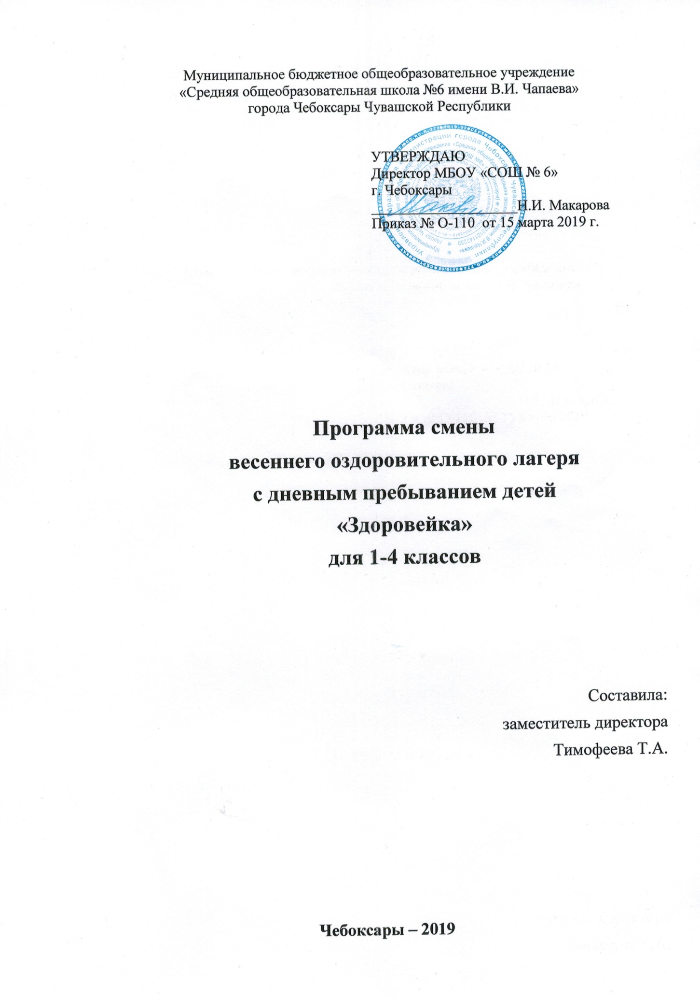 Муниципальное бюджетное общеобразовательное учреждение
«Средняя общеобразовательная школа №6 имени В.И. Чапаева»
города Чебоксары Чувашской Республики
УТВЕРЖДАЮ
Директор МБОУ «СОШ № 6»
г. Чебоксары
Н.И. Макарова
Приказ № О-110 от 15 марта 2019 г.
Программа смены
весеннего оздоровительного лагеря
с дневным пребыванием детей
«Здоровейка»
для 1-4 классов
Составила:
заместитель директора
Тимофеева Т.А.
Чебоксары – 2019